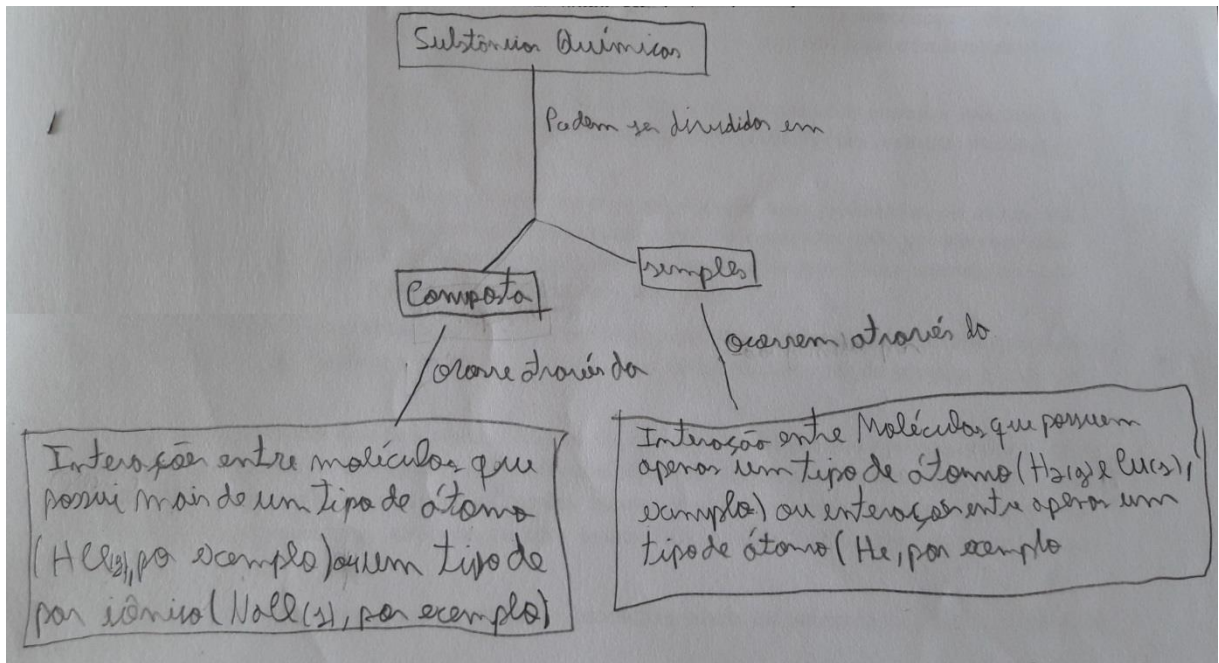 Substâncias Químicas
Podem ser divididas em
Composta
simples
ocorre através da
ocorrem através do
Interações entre moléculas que
possui mais de um tipo de átomo
(HCl(g), por exemplo) ou um tipo de
par iônico (NaCl(s), por exemplo)
Interação entre Moléculas que possuem
apenas um tipo de átomo (H2(g) e Cu(s),
exemplo) ou interações entre apenas um
tipo de átomo (He, por exemplo